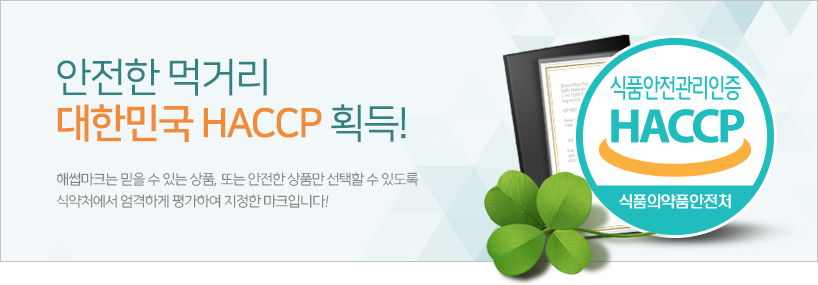 안전한 먹거리
대한민국 HACCP 획득!
해썹마크는 믿을 수 있는 상품, 또는 안전한 상품만 선택할 수 있도록
식약처에서 엄격하게 평가하여 지정한 마크입니다!
식품안전관리인증
HACCP
식품의약품안전처